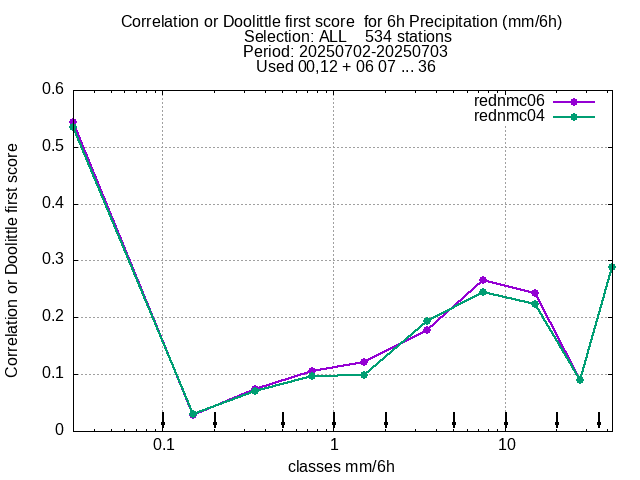 Correlation or Doolittle first score  for 6h Precipitation (mm/6h)
Selection: ALL    534 stations
Period: 20250702-20250703
Used 00,12 + 06 07 ... 36
rednmc06
rednmc04
Correlation or Doolittle first score
0.6
0.5
0.4
0.3
0.2
0.1
0
0.1 1 10
classes mm/6h